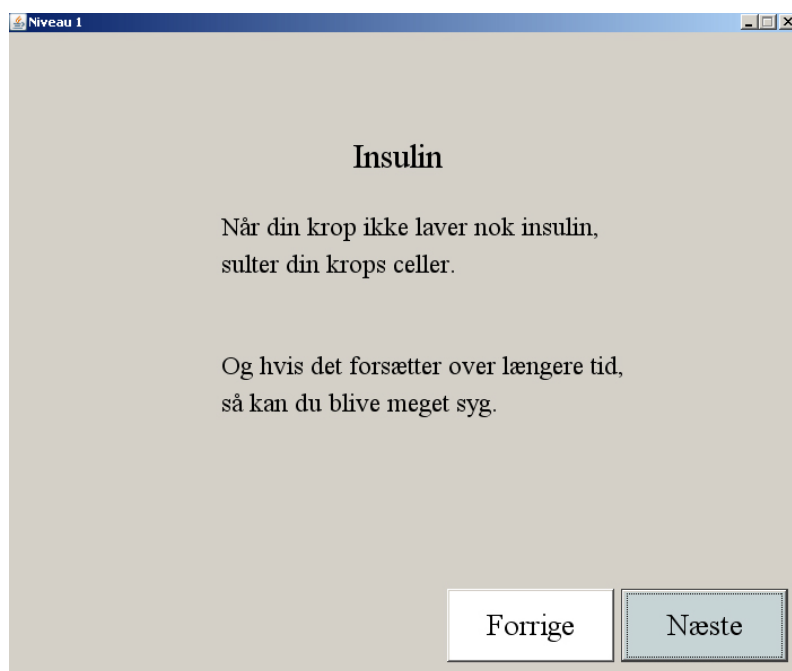 Niveau 1
Insulin
Når din krop ikke laver nok insulin,
sulter din krops celler.
Og hvis det forsætter over længere tid,
så kan du blive meget syg.
Forrige
Næste